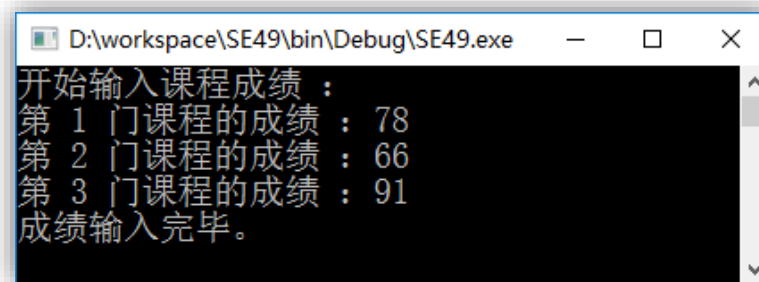 D:\workspace\SE49\bin\Debug\SE49.exe
开始输入课程成绩 ：
第 1 门课程的成绩 ：78
第 2 门课程的成绩 ：66
第 3 门课程的成绩 ：91
成绩输入完毕。